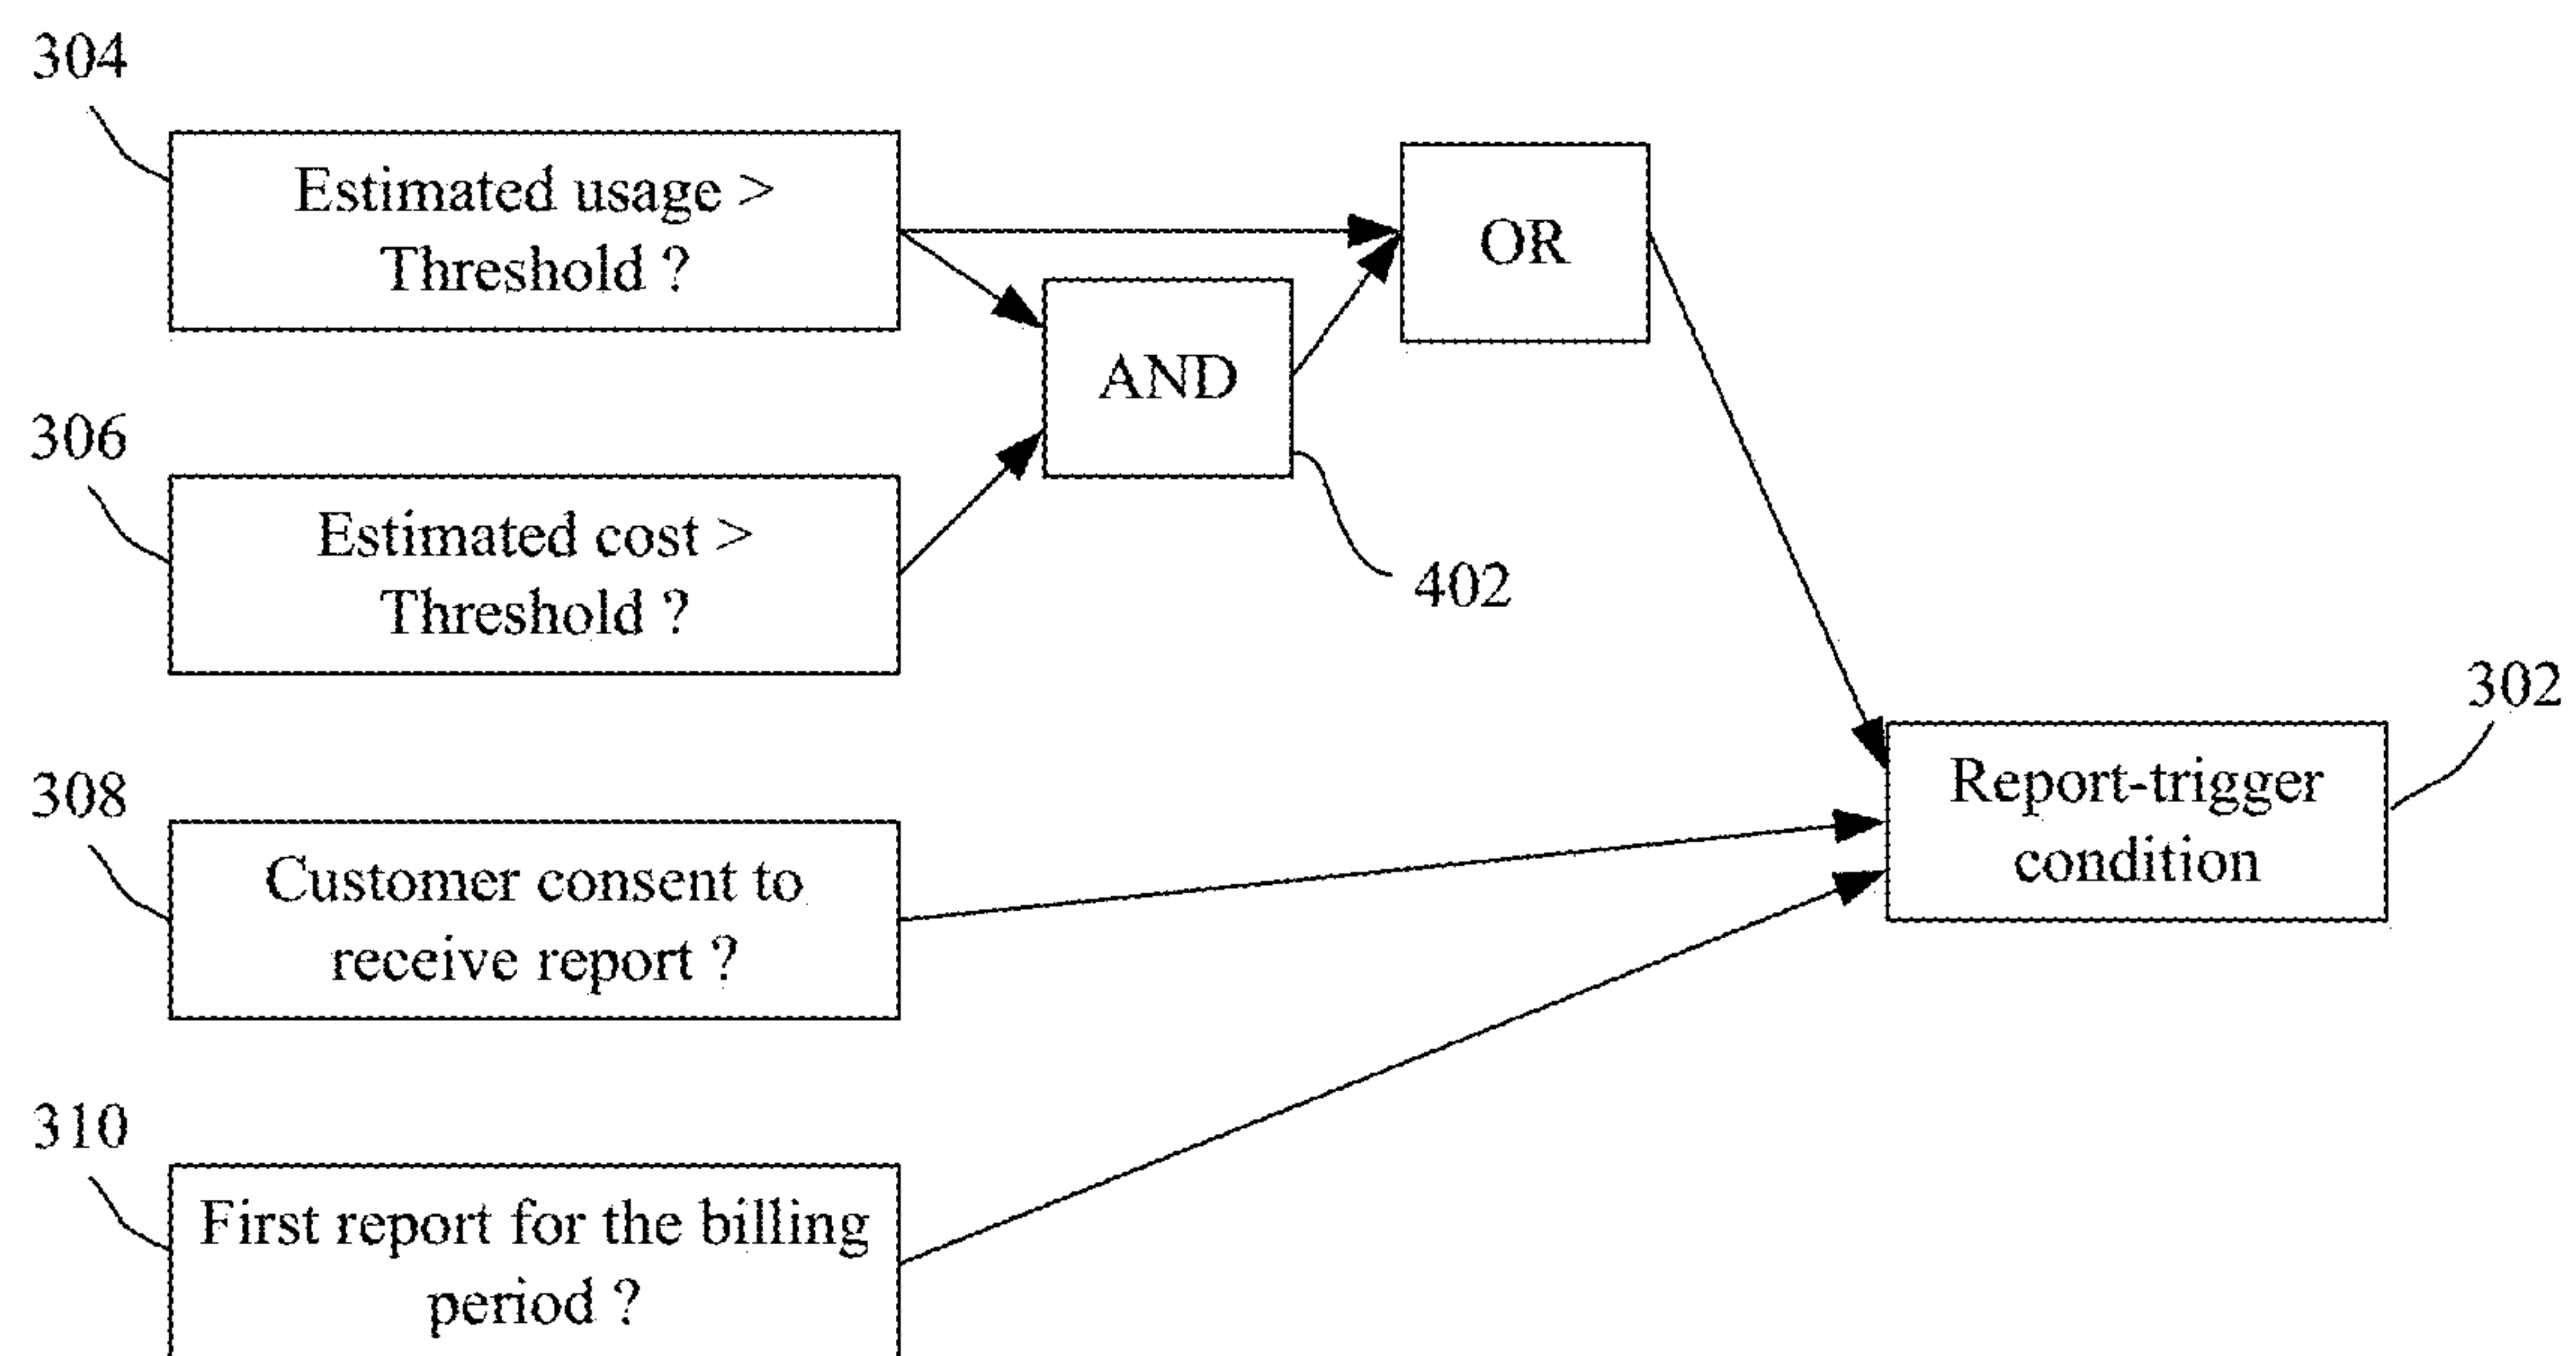 304
Estimated usage >
Threshold ?
OR
AND
306
Estimated cost >
Threshold ?
402
302
308
Customer consent to
receive report ?
Report-trigger
condition
310
First report for the billing
period ?